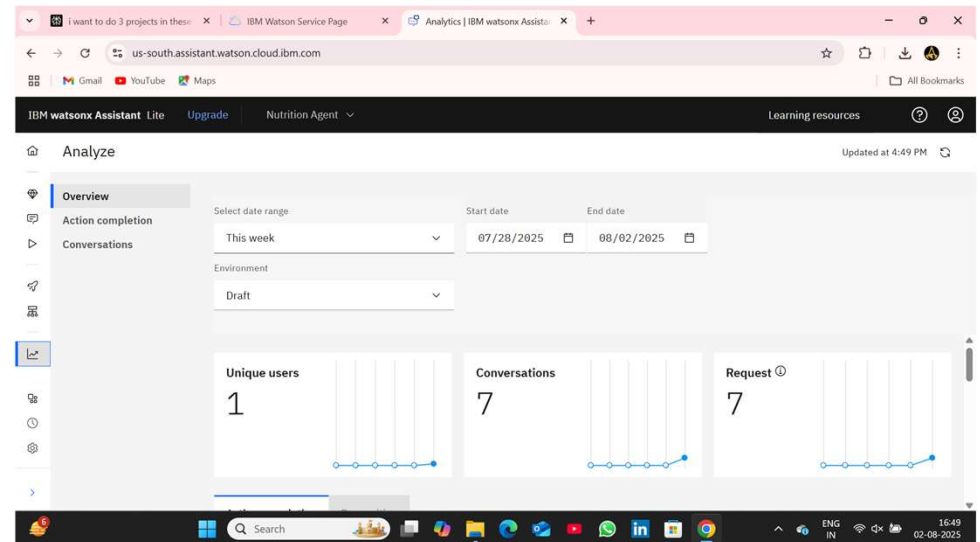 i want to do 3 projects in these
IBM Watson Service Page
Analytics | IBM watsonx Assistan
us-south.assistant.watson.cloud.ibm.com
Gmail
YouTube
Maps
All Bookmarks
IBM watsonx Assistant Lite
Upgrade
Nutrition Agent
Learning resources
Analyze
Updated at 4:49 PM
Overview
Action completion
Conversations
Select date range
Start date
End date
This week
07/28/2025
08/02/2025
Environment
Draft
Unique users
1
Conversations
7
Request
7
6
Search
ENG
IN
16:49
02-08-2025